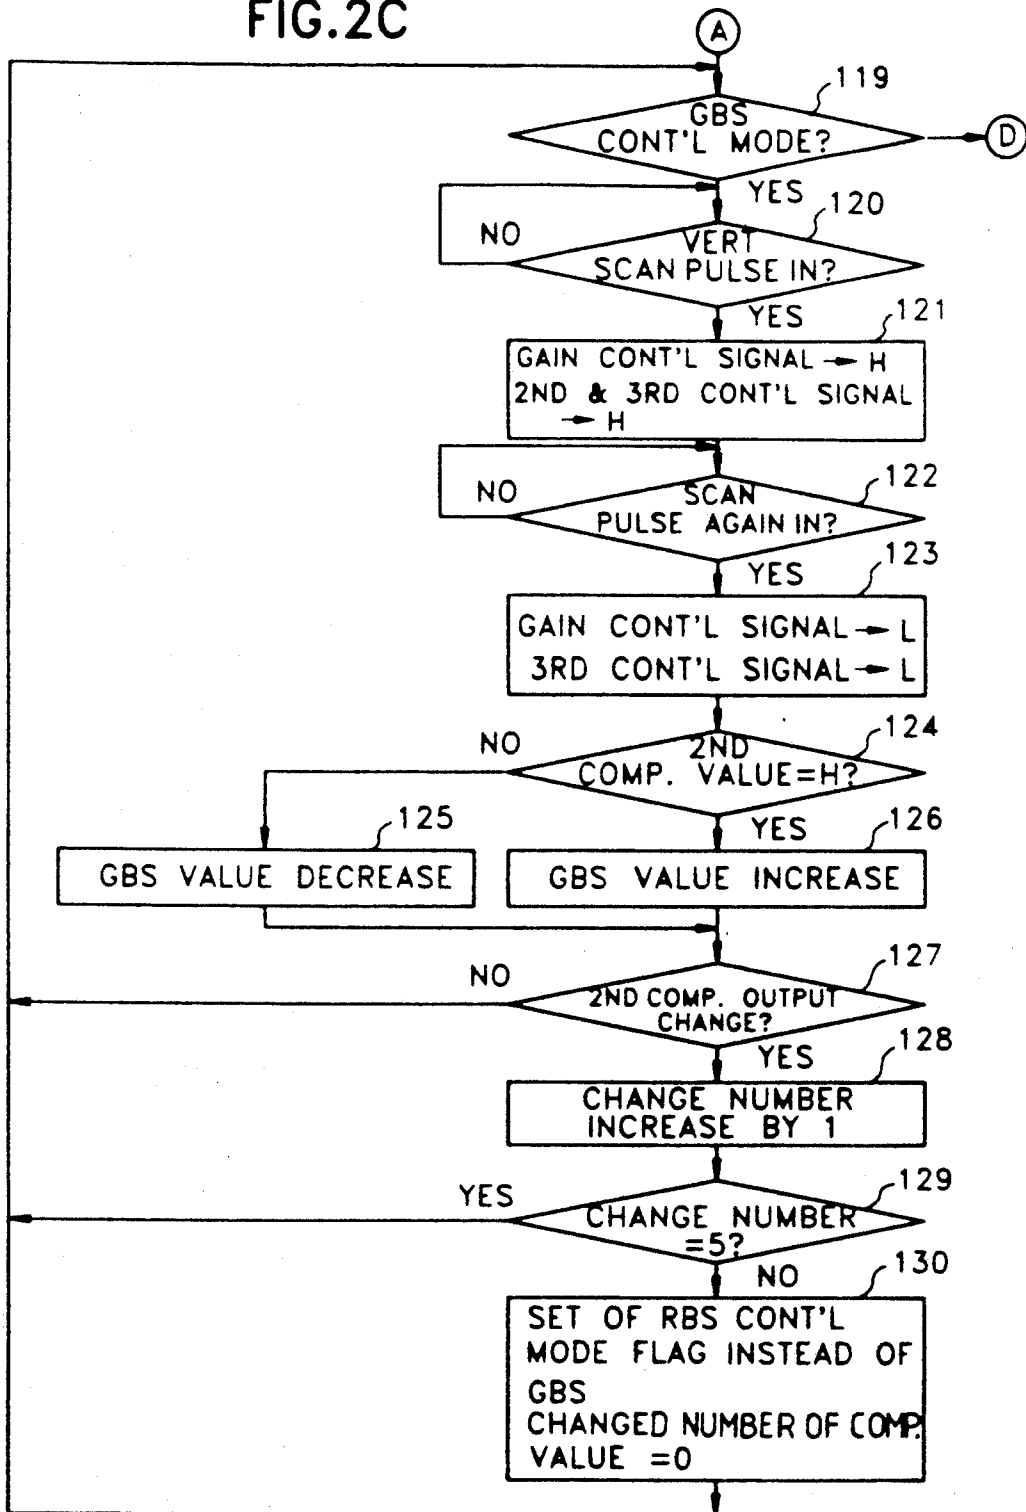 FIG.2C
A
119
GBS
CONT'L MODE?
D
YES
120
NO
VERT
SCAN PULSE IN?
YES
121
GAIN CONT'L SIGNAL → H
2ND & 3RD CONT'L SIGNAL
→ H
122
NO
SCAN
PULSE AGAIN IN?
123
YES
GAIN CONT'L SIGNAL → L
3RD CONT'L SIGNAL → L
124
NO
2ND
COMP. VALUE=H?
125
YES
126
GBS VALUE DECREASE
GBS VALUE INCREASE
127
NO
2ND COMP. OUTPUT
CHANGE?
128
YES
CHANGE NUMBER
INCREASE BY 1
129
YES
CHANGE NUMBER
=5?
130
NO
SET OF RBS CONT'L
MODE FLAG INSTEAD OF
GBS
CHANGED NUMBER OF COMP.
VALUE =0